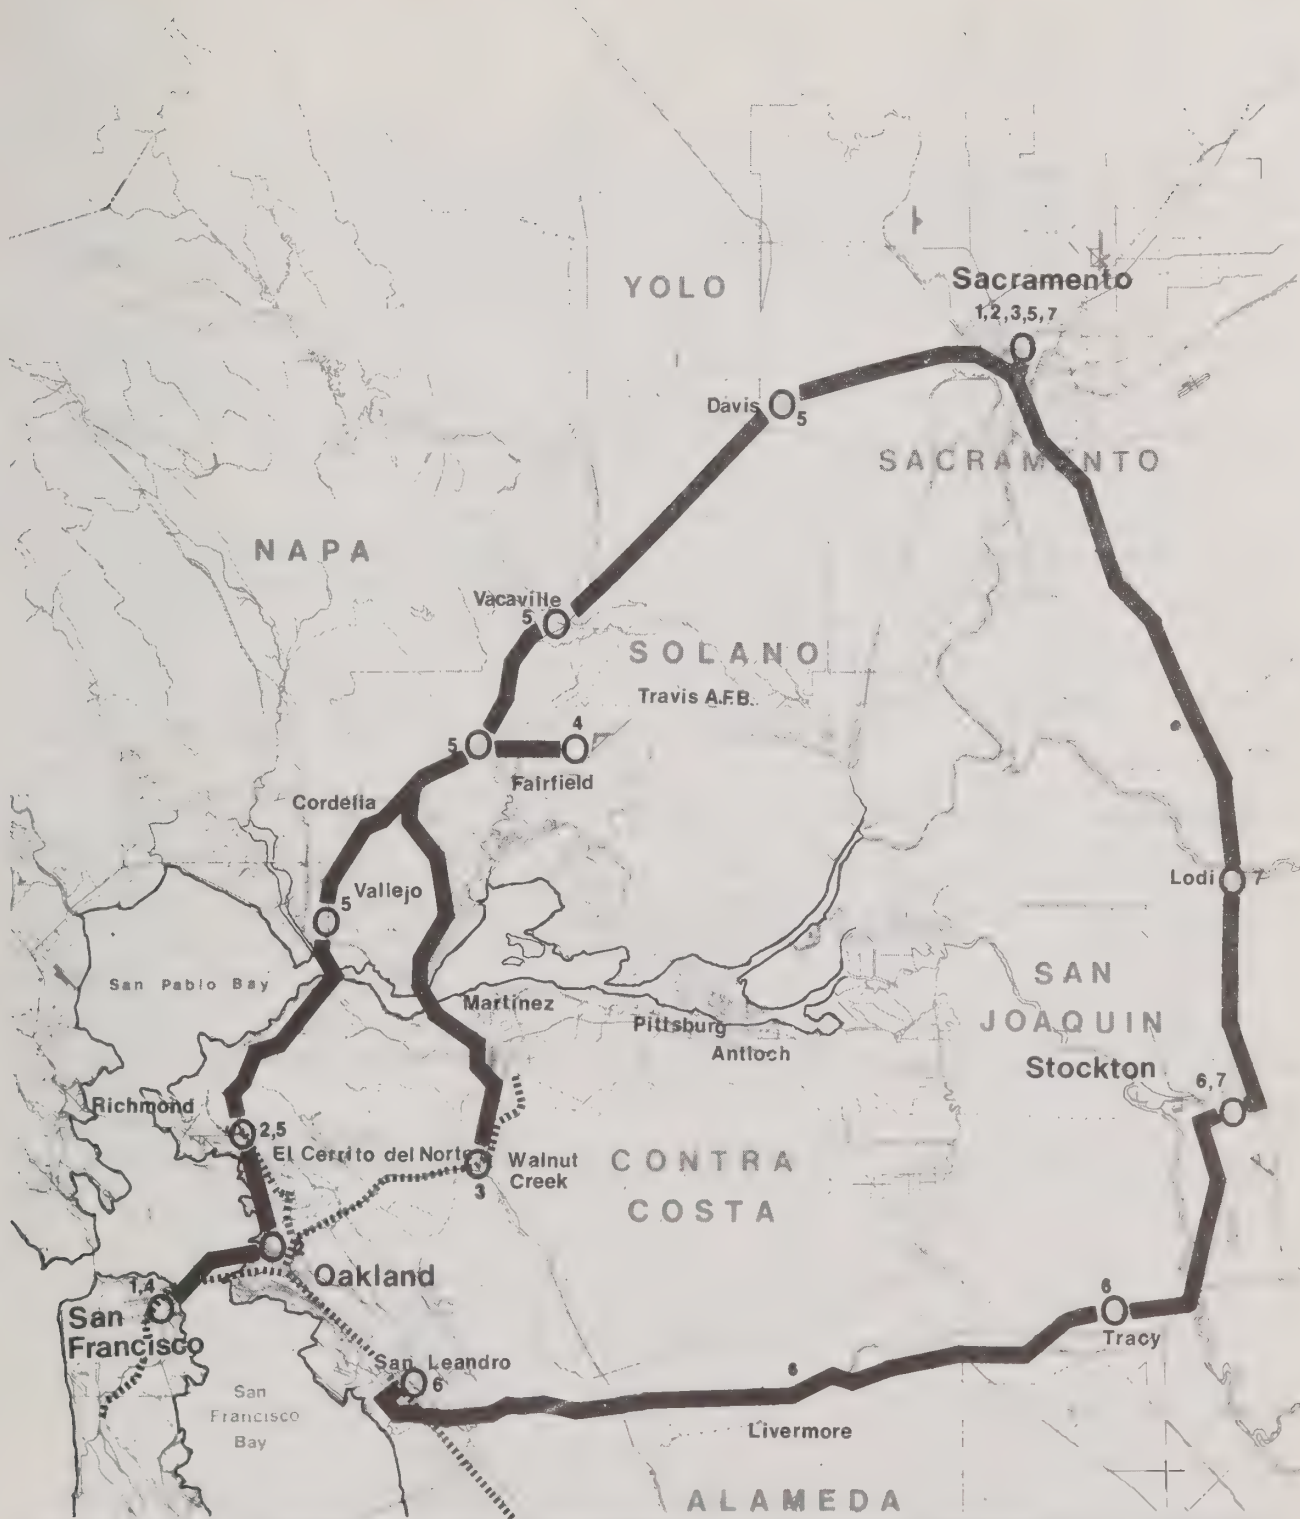 YOLO
Sacramento
1,2,3,5,7
Davis
5
SACRAMENTO
NAPA
Vacaville
5
SOLANO
Travis A.F.B.
4
5
Fairfield
Cordelia
5
Vallejo
Lodi
7
San Pablo Bay
SAN
JOAQUIN
Martinez
Pittsburg
Antioch
Stockton
6,7
Richmond
2,5
El Cerrito del Norte
Walnut
Creek
3
CONTRA
COSTA
Oakland
1,4
San
Francisco
6
Tracy
San Leandro
6
6
San
Francisco
Bay
Livermore
ALAMEDA